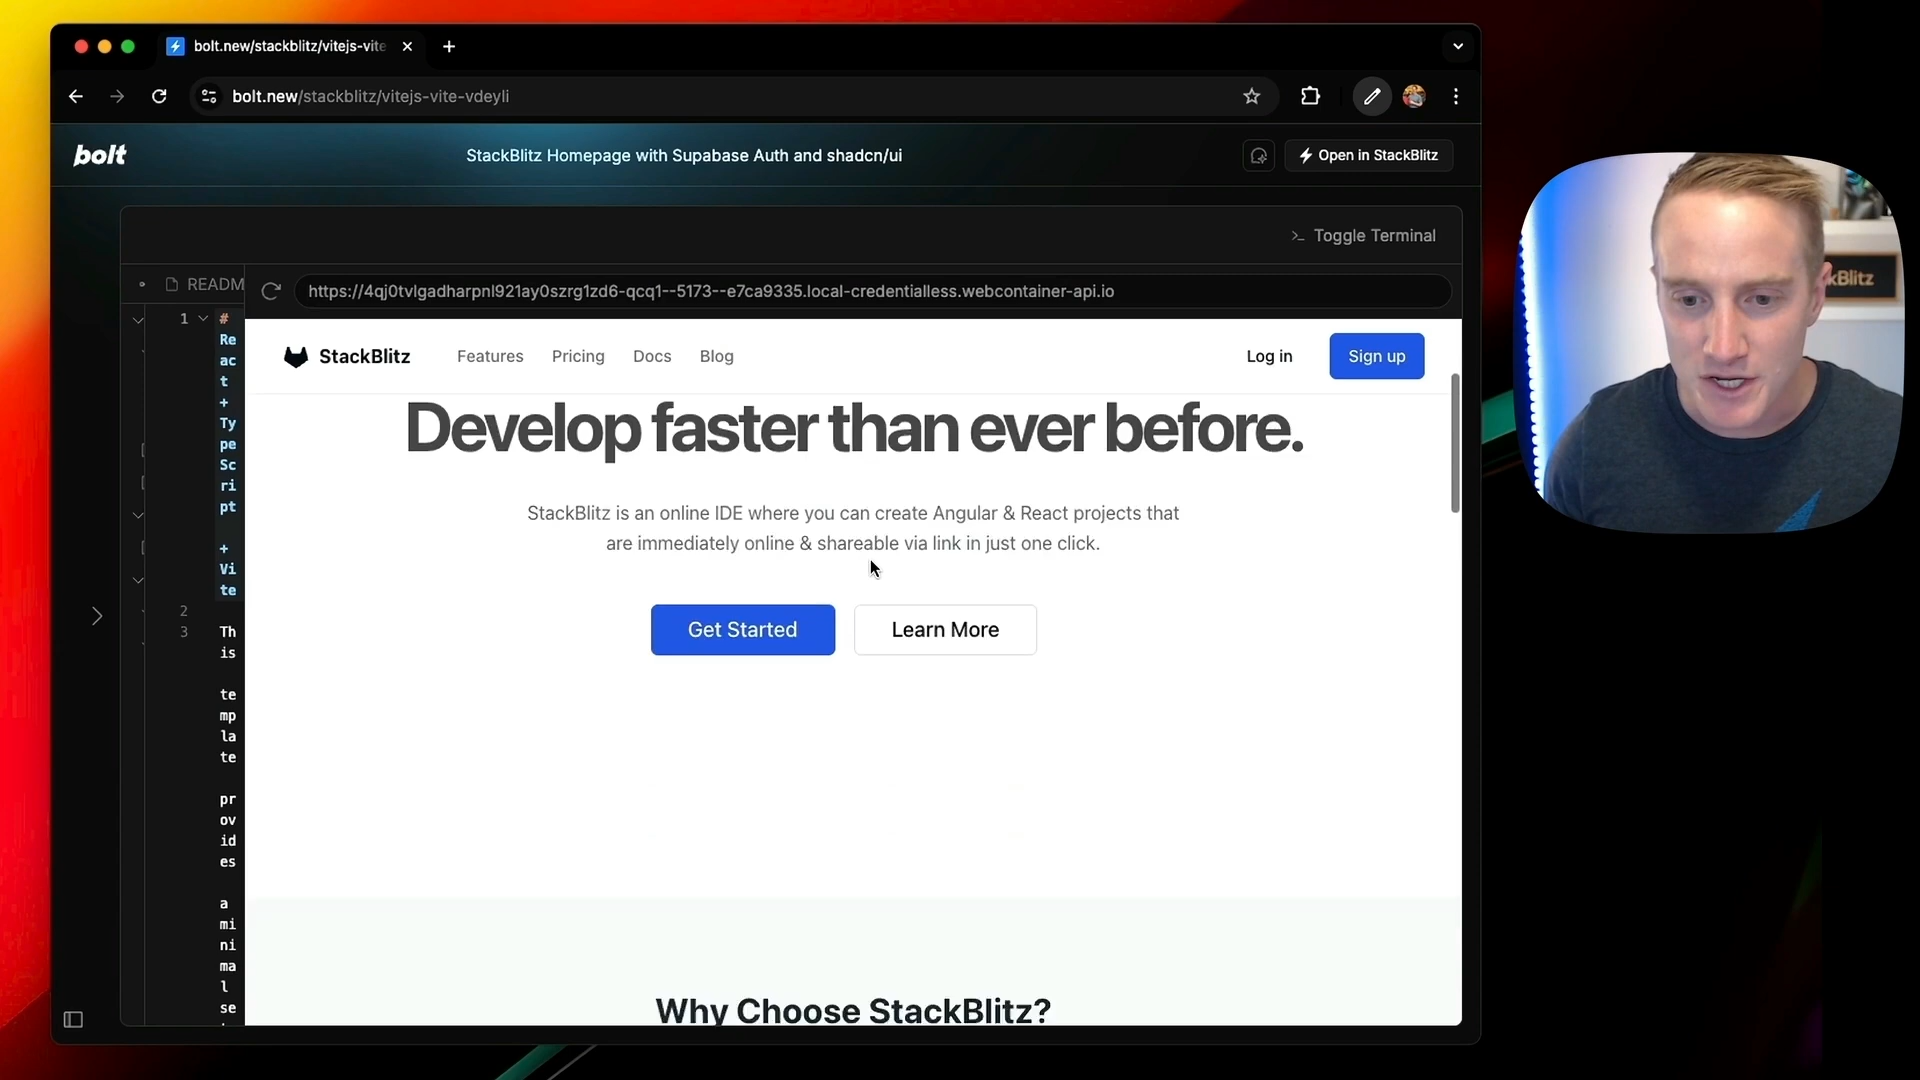 bolt.new/stackblitz/vitejs-vite
bolt.new/stackblitz/vitejs-vite-vdeyli
bolt
StackBlitz Homepage with Supabase Auth and shadcn/ui
Open in StackBlitz
Toggle Terminal
READM
https://4qj0tvlgadharpnl921ay0szrg1zd6-qcq1--5173--e7ca9335.local-credentialless.webcontainer-api.io
1 #
Re
ac
t
+
Ty
pe
Sc
ri
pt
+
Vi
te
2
3 Th
is
te
mp
la
te
pr
ov
id
es
a
mi
ni
ma
l
se
StackBlitz Features Pricing Docs Blog Log in Sign up
Develop faster than ever before.
StackBlitz is an online IDE where you can create Angular & React projects that
are immediately online & shareable via link in just one click.
Get Started Learn More
Why Choose StackBlitz?
kBlitz